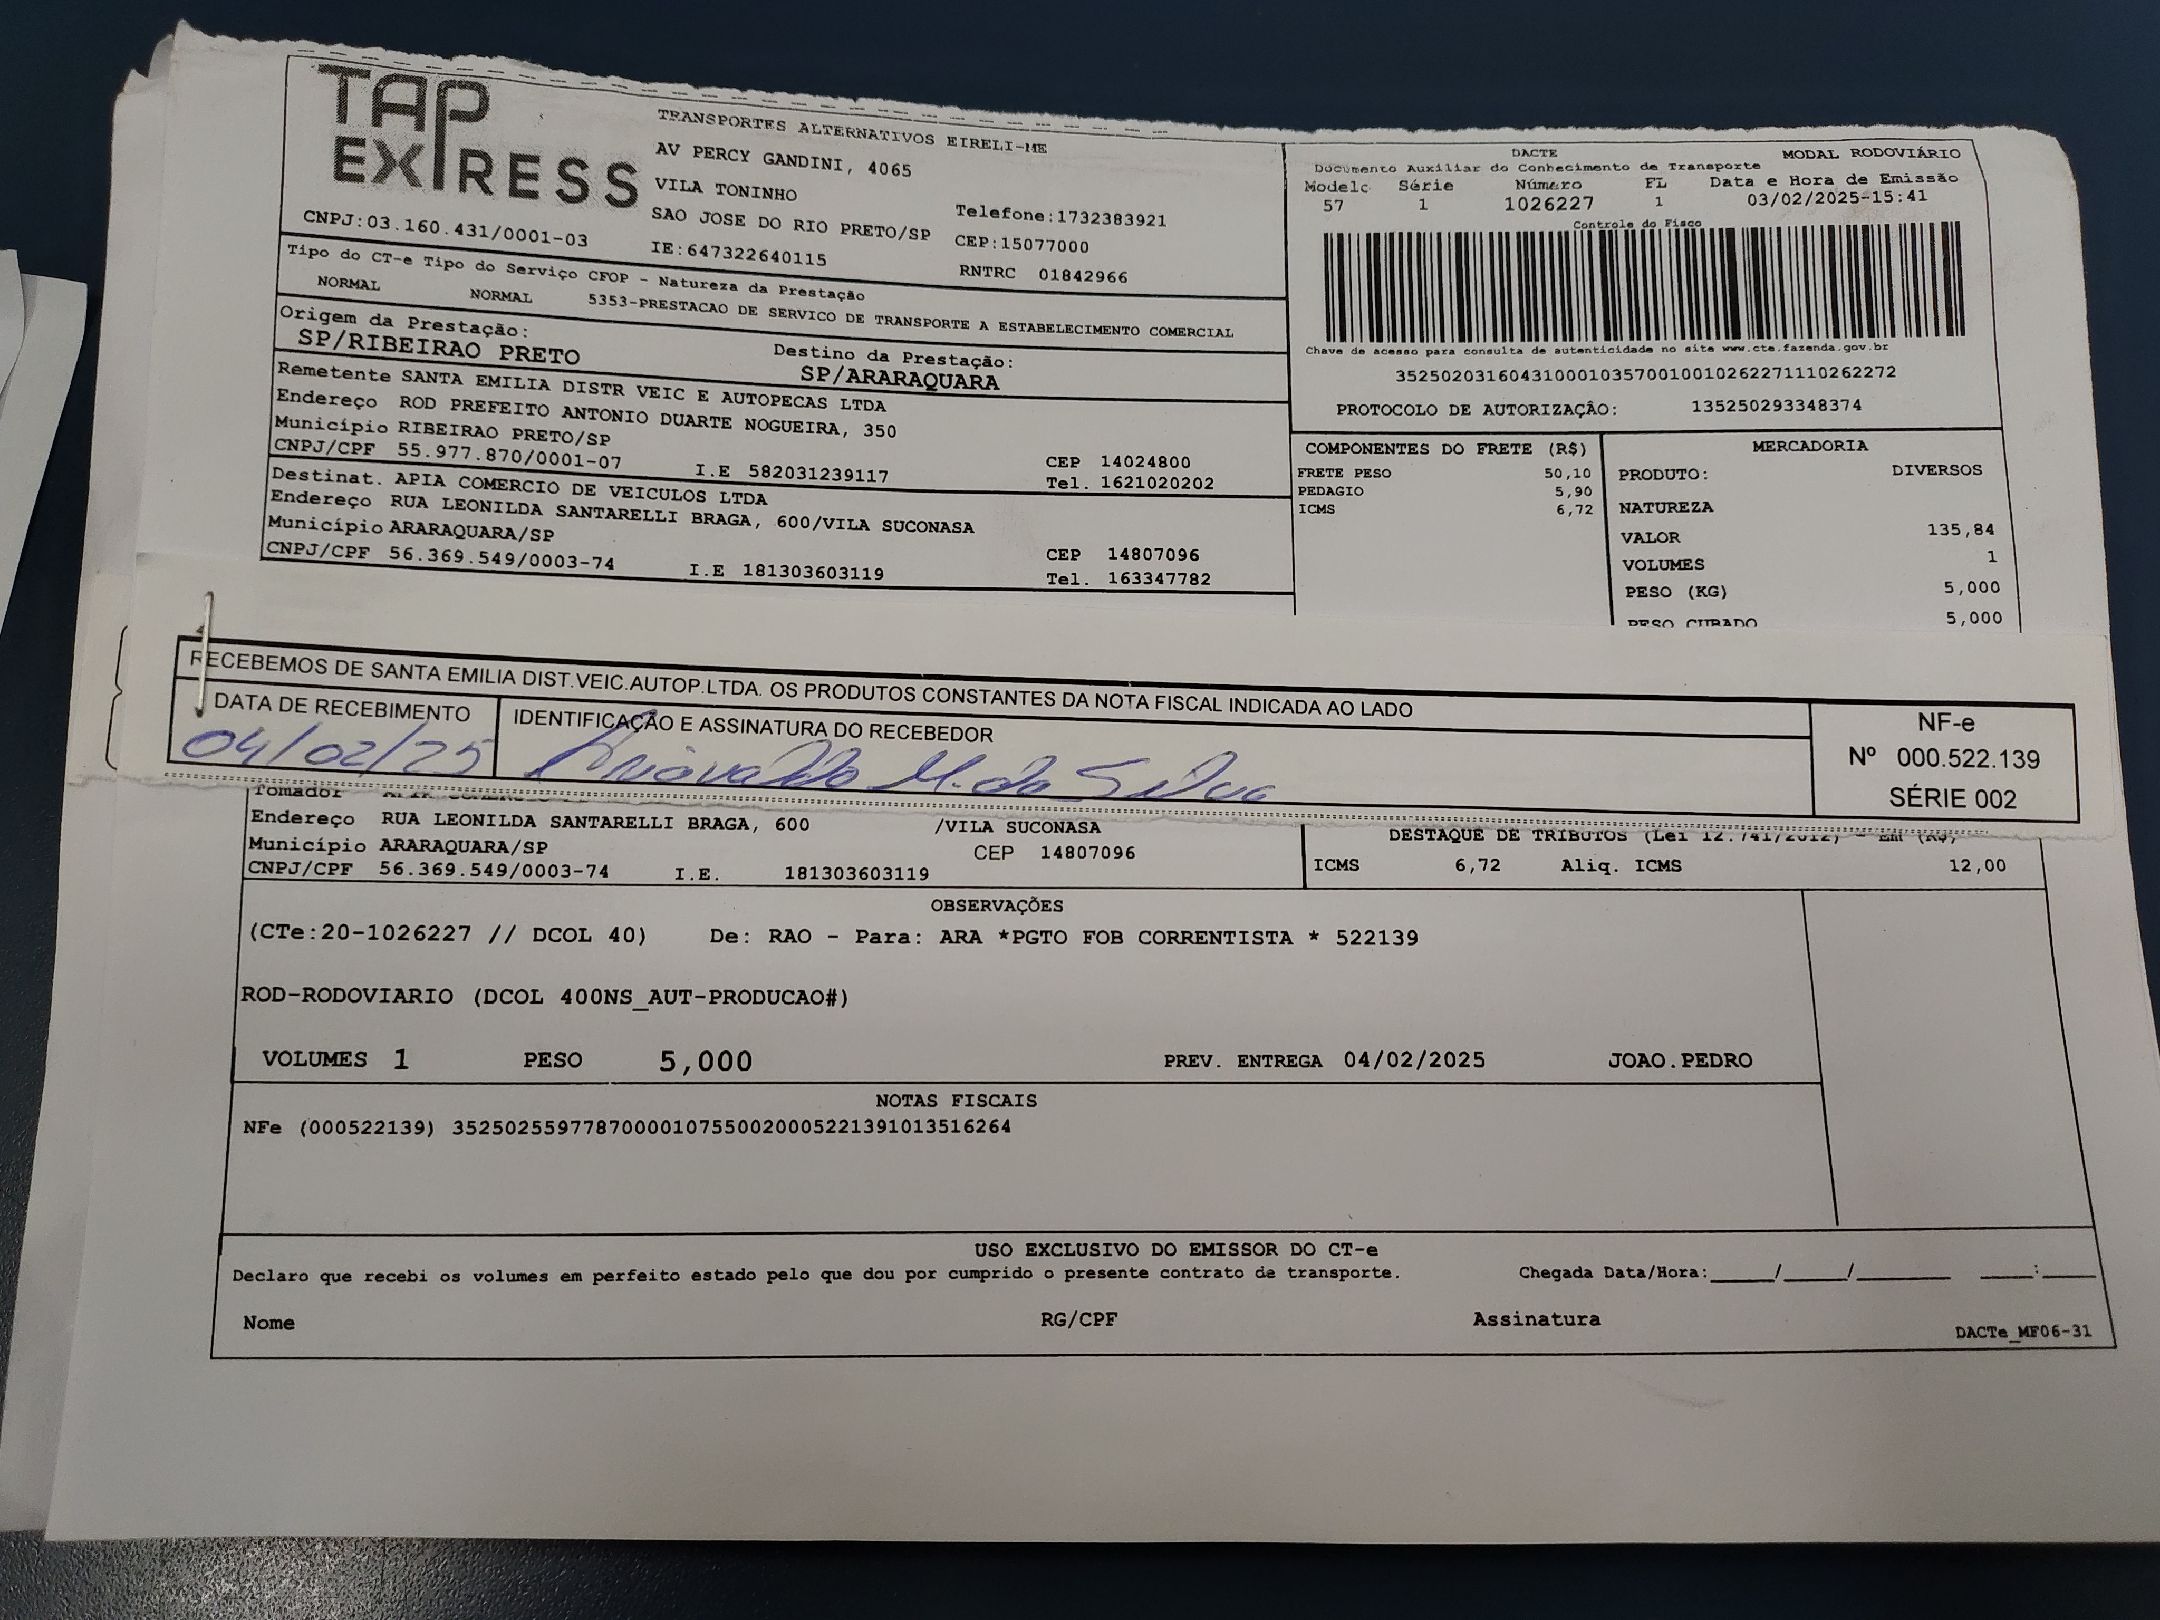 TAP EXPRESS
TRANSPORTES ALTERNATIVOS EIRELI-ME
AV PERCY GANDINI, 4065
VILA TONINHO
SAO JOSE DO RIO PRETO/SP
Telefone:1732383921
CNPJ:03.160.431/0001-03 IE:647322640115
CEP:15077000
RNTRC 01842966
DACTE MODAL RODOVIÁRIO
Documento Auxiliar do Conhecimento de Transporte
Modelo Série Número FL Data e Hora de Emissão
57 1 1026227 1 03/02/2025-15:41
Controle do Fisco
Chave de acesso para consulta de autenticidade no site www.cte.fazenda.gov.br
35250203160431000103570010010262271110262272
PROTOCOLO DE AUTORIZAÇÃO: 135250293348374
Tipo do CT-e Tipo do Serviço CFOP - Natureza da Prestação
NORMAL NORMAL 5353-PRESTACAO DE SERVICO DE TRANSPORTE A ESTABELECIMENTO COMERCIAL
Origem da Prestação: Destino da Prestação:
SP/RIBEIRAO PRETO SP/ARARAQUARA
Remetente SANTA EMILIA DISTR VEIC E AUTOPECAS LTDA
Endereço ROD PREFEITO ANTONIO DUARTE NOGUEIRA, 350
Município RIBEIRAO PRETO/SP CEP 14024800
CNPJ/CPF 55.977.870/0001-07 I.E 582031239117 Tel. 1621020202
Destinat. APIA COMERCIO DE VEICULOS LTDA
Endereço RUA LEONILDA SANTARELLI BRAGA, 600/VILA SUCONASA
Município ARARAQUARA/SP CEP 14807096
CNPJ/CPF 56.369.549/0003-74 I.E 181303603119 Tel. 163347782
COMPONENTES DO FRETE (R$)
FRETE PESO 50,10
PEDAGIO 5,90
ICMS 6,72
MERCADORIA
PRODUTO: DIVERSOS
NATUREZA
VALOR 135,84
VOLUMES 1
PESO (KG) 5,000
PESO CUBADO 5,000
RECEBEMOS DE SANTA EMILIA DIST.VEIC.AUTOP.LTDA. OS PRODUTOS CONSTANTES DA NOTA FISCAL INDICADA AO LADO
DATA DE RECEBIMENTO IDENTIFICAÇÃO E ASSINATURA DO RECEBEDOR
04/02/25 M. da Silva
NF-e
Nº 000.522.139
SÉRIE 002
Tomador
Endereço RUA LEONILDA SANTARELLI BRAGA, 600 /VILA SUCONASA
Município ARARAQUARA/SP CEP 14807096
CNPJ/CPF 56.369.549/0003-74 I.E. 181303603119
DESTAQUE DE TRIBUTOS (Lei 12.741/2012) - Em (R$)
ICMS 6,72 Aliq. ICMS 12,00
OBSERVAÇÕES
(CTe:20-1026227 // DCOL 40) De: RAO - Para: ARA *PGTO FOB CORRENTISTA * 522139
ROD-RODOVIARIO (DCOL 400NS_AUT-PRODUCAO#)
VOLUMES 1 PESO 5,000 PREV. ENTREGA 04/02/2025 JOAO.PEDRO
NOTAS FISCAIS
NFe (000522139) 35250255977870000107550020005221391013516264
USO EXCLUSIVO DO EMISSOR DO CT-e
Declaro que recebi os volumes em perfeito estado pelo que dou por cumprido o presente contrato de transporte. Chegada Data/Hora:_____/_____/_______ ____:____
Nome RG/CPF Assinatura
DACTe_MF06-31